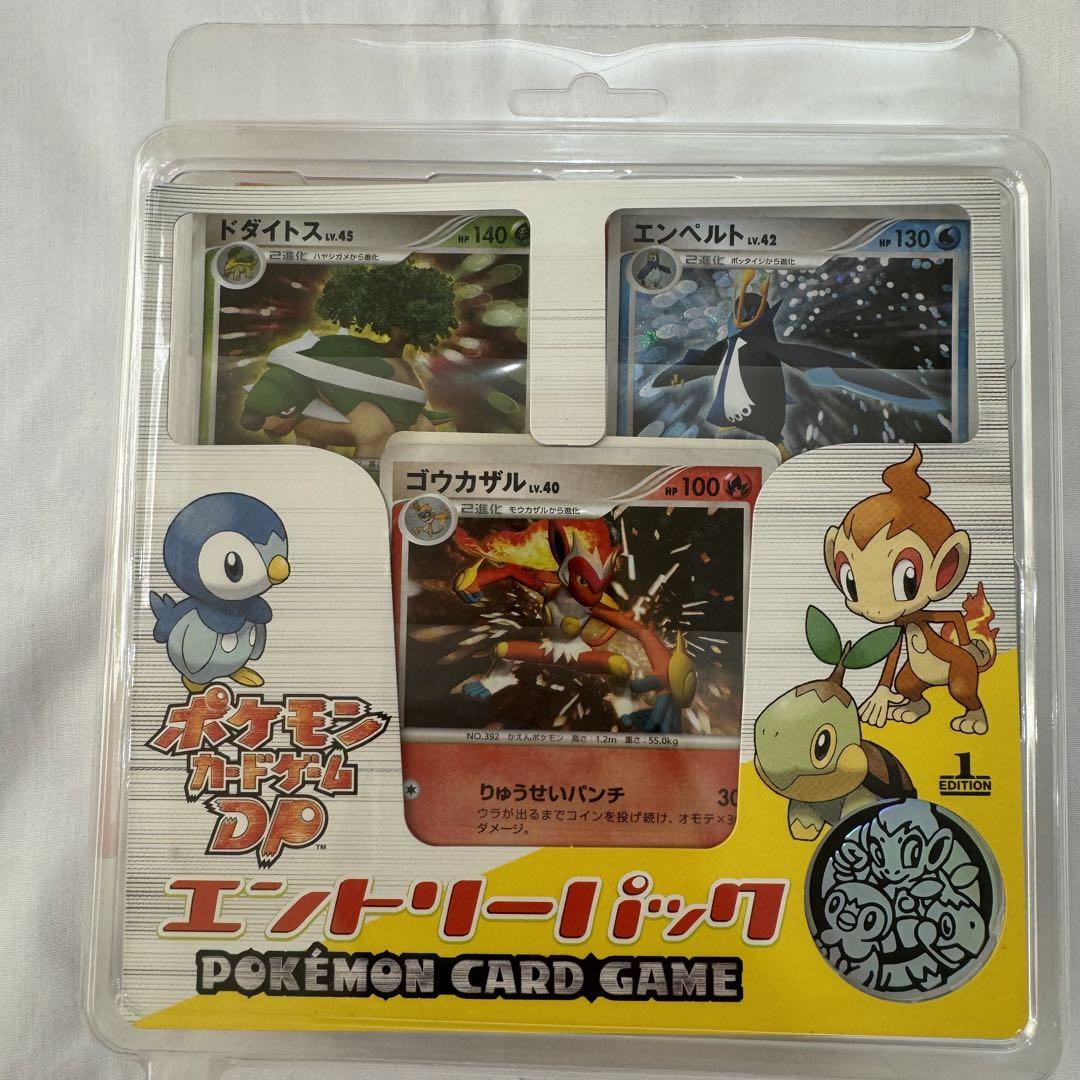 ドダイトス LV.45 HP 140
2進化 ハヤシガメから進化
エンペルト LV.42 HP 130
2進化 ポッタイシから進化
ゴウカザル LV.40 HP 100
2進化 モウカザルから進化
NO.392 かえんポケモン 高さ：1.2m 重さ：55.0kg
りゅうせいパンチ 30
ウラが出るまでコインを投げ続け、オモテ×3
ダメージ。
ポケモン
カードゲーム
DP™
1
EDITION
エントリーパック
POKÉMON CARD GAME